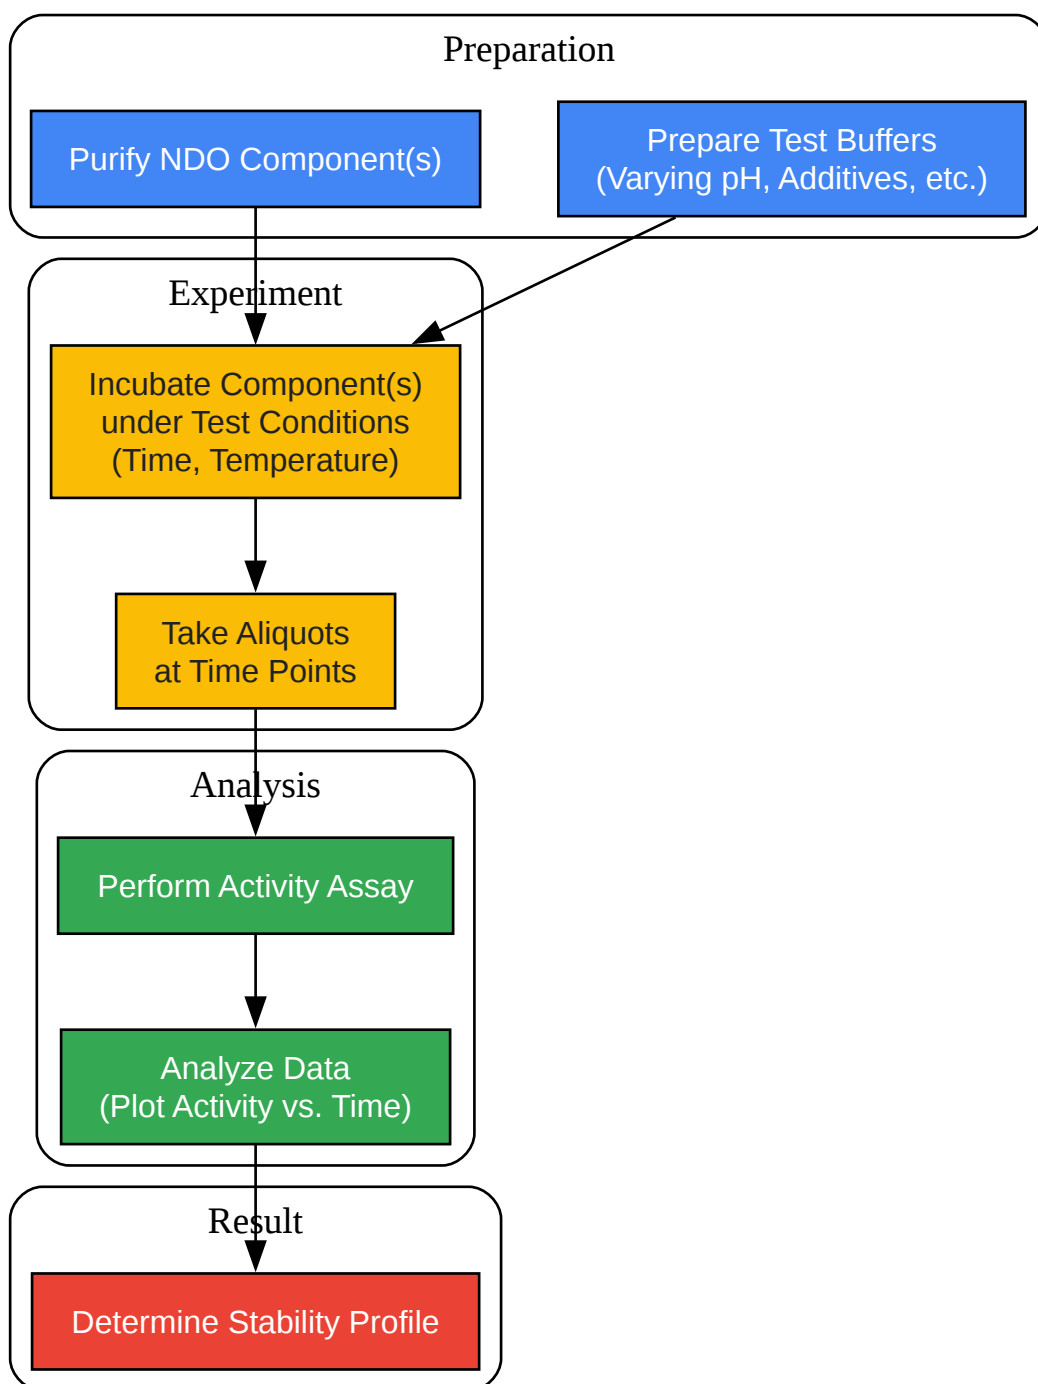 Preparation
Purify NDO Component(s)
Prepare Test Buffers
(Varying pH, Additives, etc.)
Experiment
Incubate Component(s)
under Test Conditions
(Time, Temperature)
Take Aliquots
at Time Points
Analysis
Perform Activity Assay
Analyze Data
(Plot Activity vs. Time)
Result
Determine Stability Profile